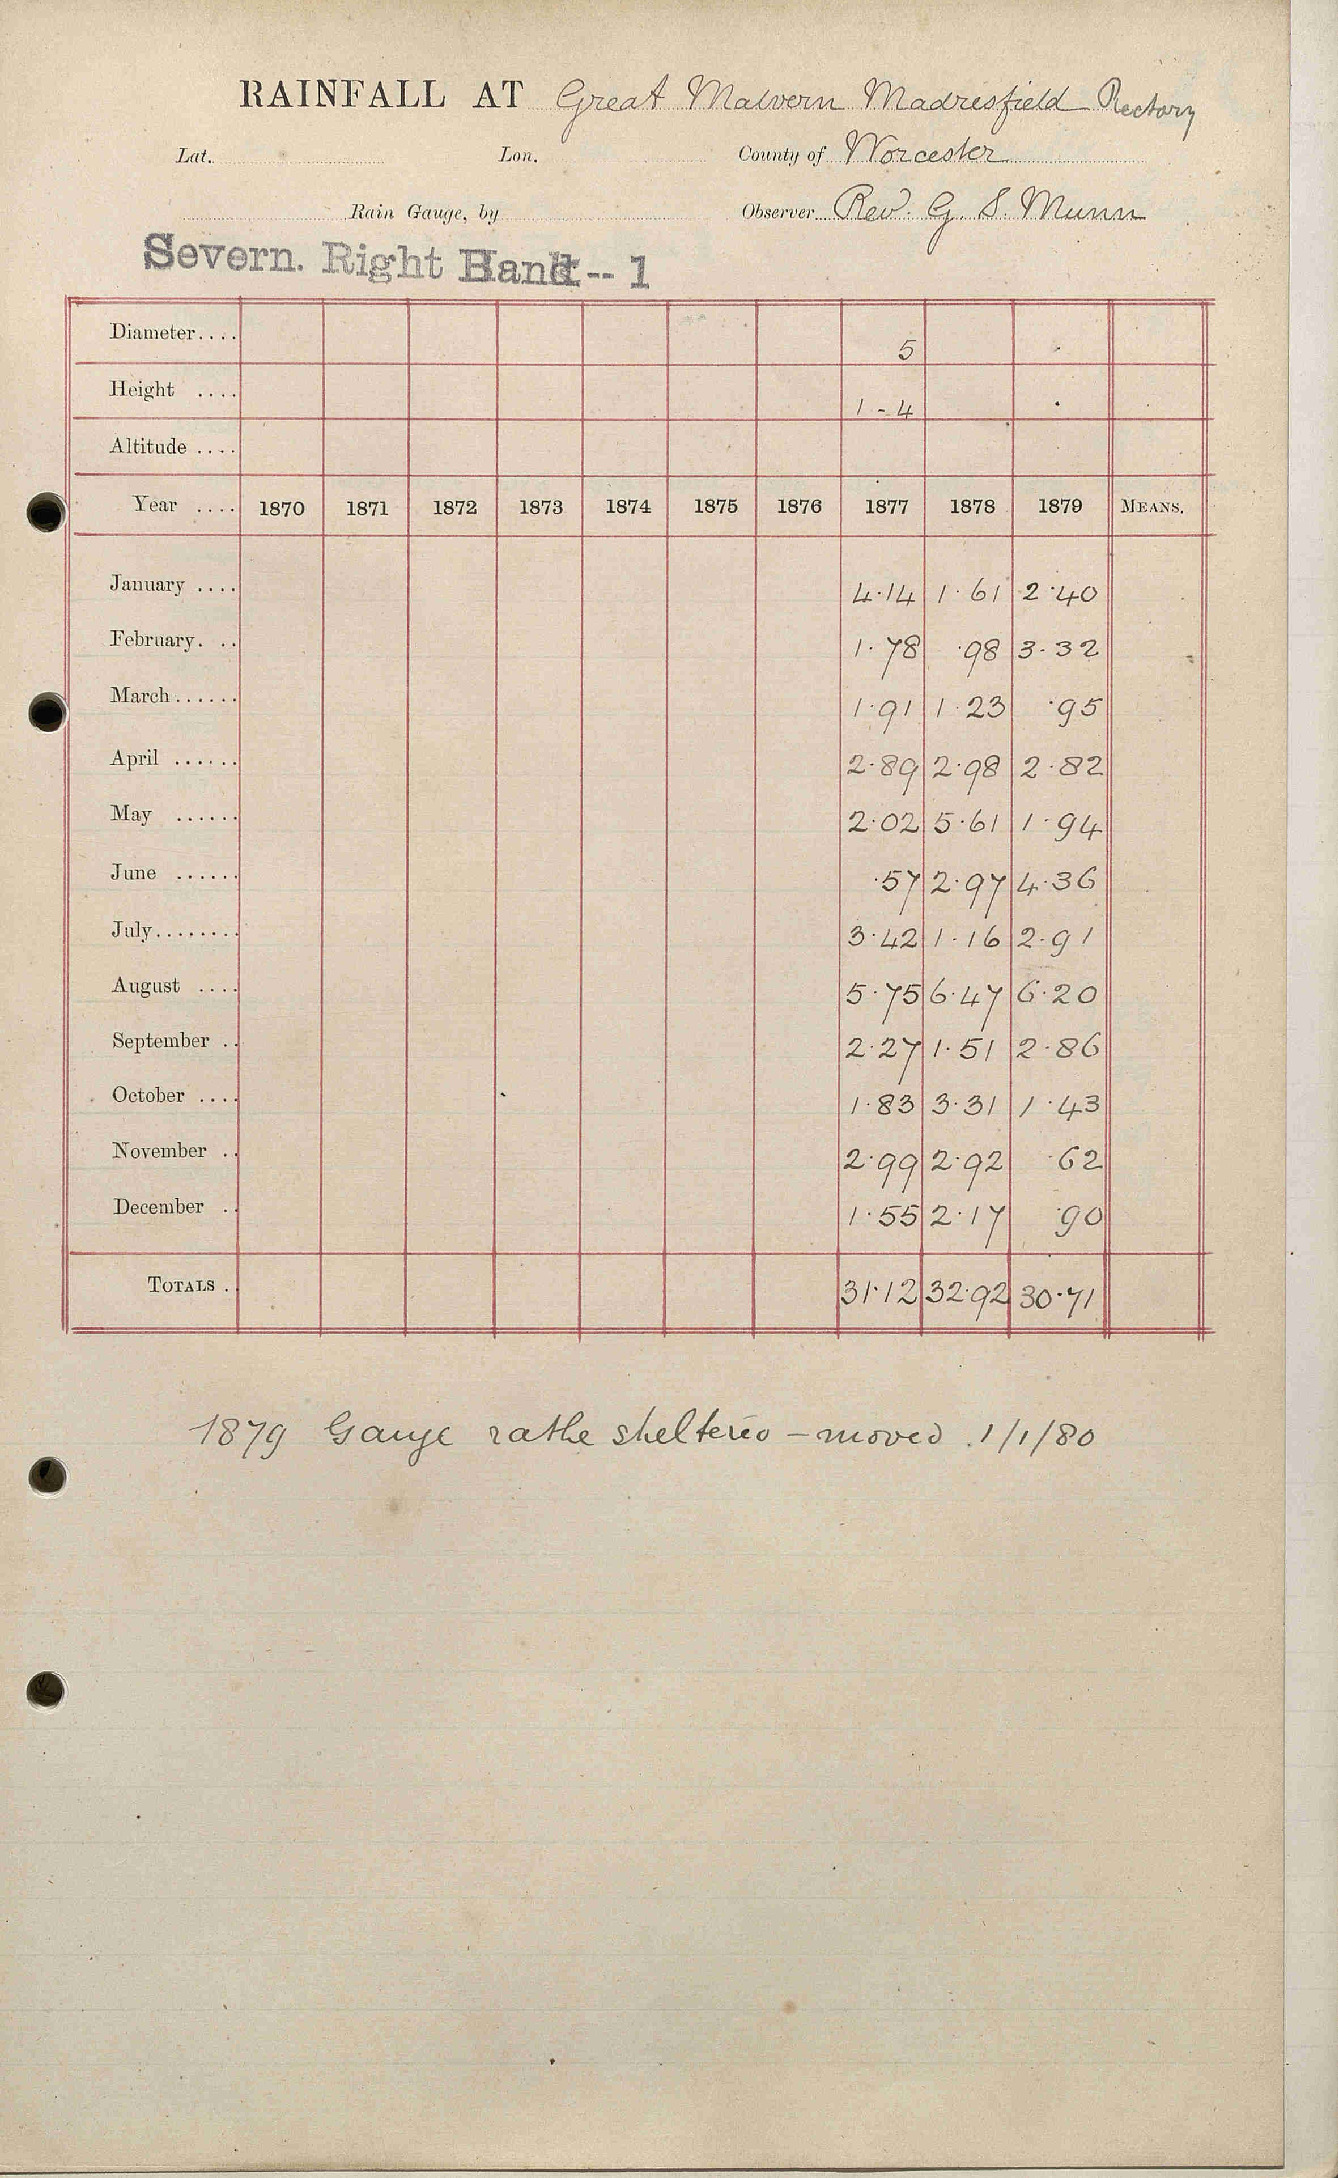 RAINFALL AT Great Malvern Madresfield Rectory
Lat. Lon. County of Worcester
Rain Gauge, by Observer Rev. G. S. Munn
Severn. Right Bank -- 1
Diameter.... 5
Height .... 1 - 4
Altitude ....
Year .... 1870 1871 1872 1873 1874 1875 1876 1877 1878 1879 MEANS.
January .... 4.14 1.61 2.40
February. .. 1.78 .98 3.32
March...... 1.91 1.23 .95
April ...... 2.89 2.98 2.82
May ...... 2.02 5.61 1.94
June ...... .57 2.97 4.36
July........ 3.42 1.16 2.91
August .... 5.75 6.47 6.20
September .. 2.27 1.51 2.86
October .... 1.83 3.31 1.43
November .. 2.99 2.92 .62
December .. 1.55 2.17 .90
TOTALS .. 31.12 32.92 30.71
1879 Gauge rathe sheltered - moved 1/1/80